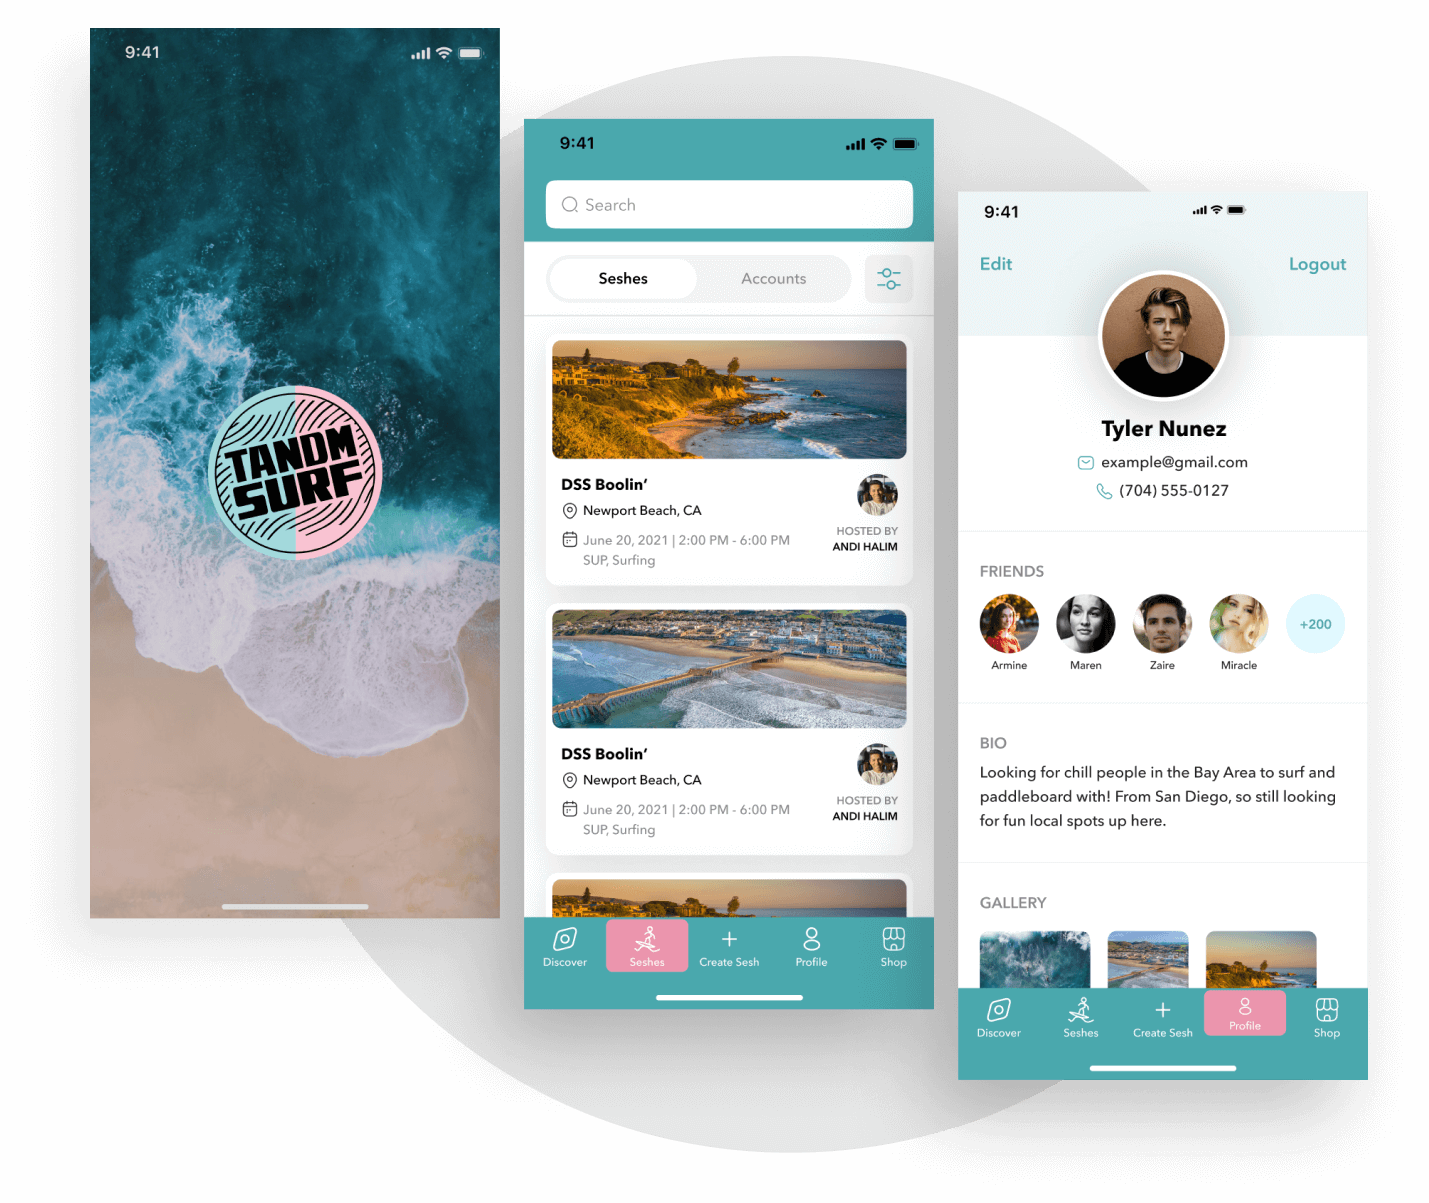 9:41
TANDM
SURF
9:41
Search
Seshes
Accounts
DSS Boolin’
Newport Beach, CA
June 20, 2021 | 2:00 PM - 6:00 PM
SUP, Surfing
HOSTED BY
ANDI HALIM
DSS Boolin’
Newport Beach, CA
June 20, 2021 | 2:00 PM - 6:00 PM
SUP, Surfing
HOSTED BY
ANDI HALIM
Discover
Seshes
Create Sesh
Profile
Shop
9:41
Edit
Logout
Tyler Nunez
example@gmail.com
(704) 555-0127
FRIENDS
+200
Armine
Maren
Zaire
Miracle
BIO
Looking for chill people in the Bay Area to surf and
paddleboard with! From San Diego, so still looking
for fun local spots up here.
GALLERY
Discover
Seshes
Create Sesh
Profile
Shop